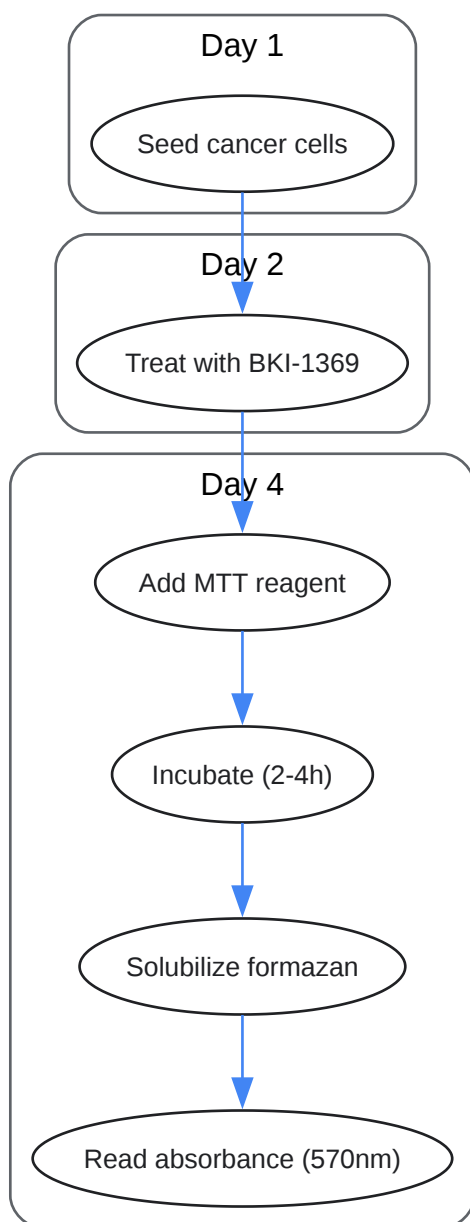 Day 1
Seed cancer cells
Day 2
Treat with BKI-1369
Day 4
Add MTT reagent
Incubate (2-4h)
Solubilize formazan
Read absorbance (570nm)